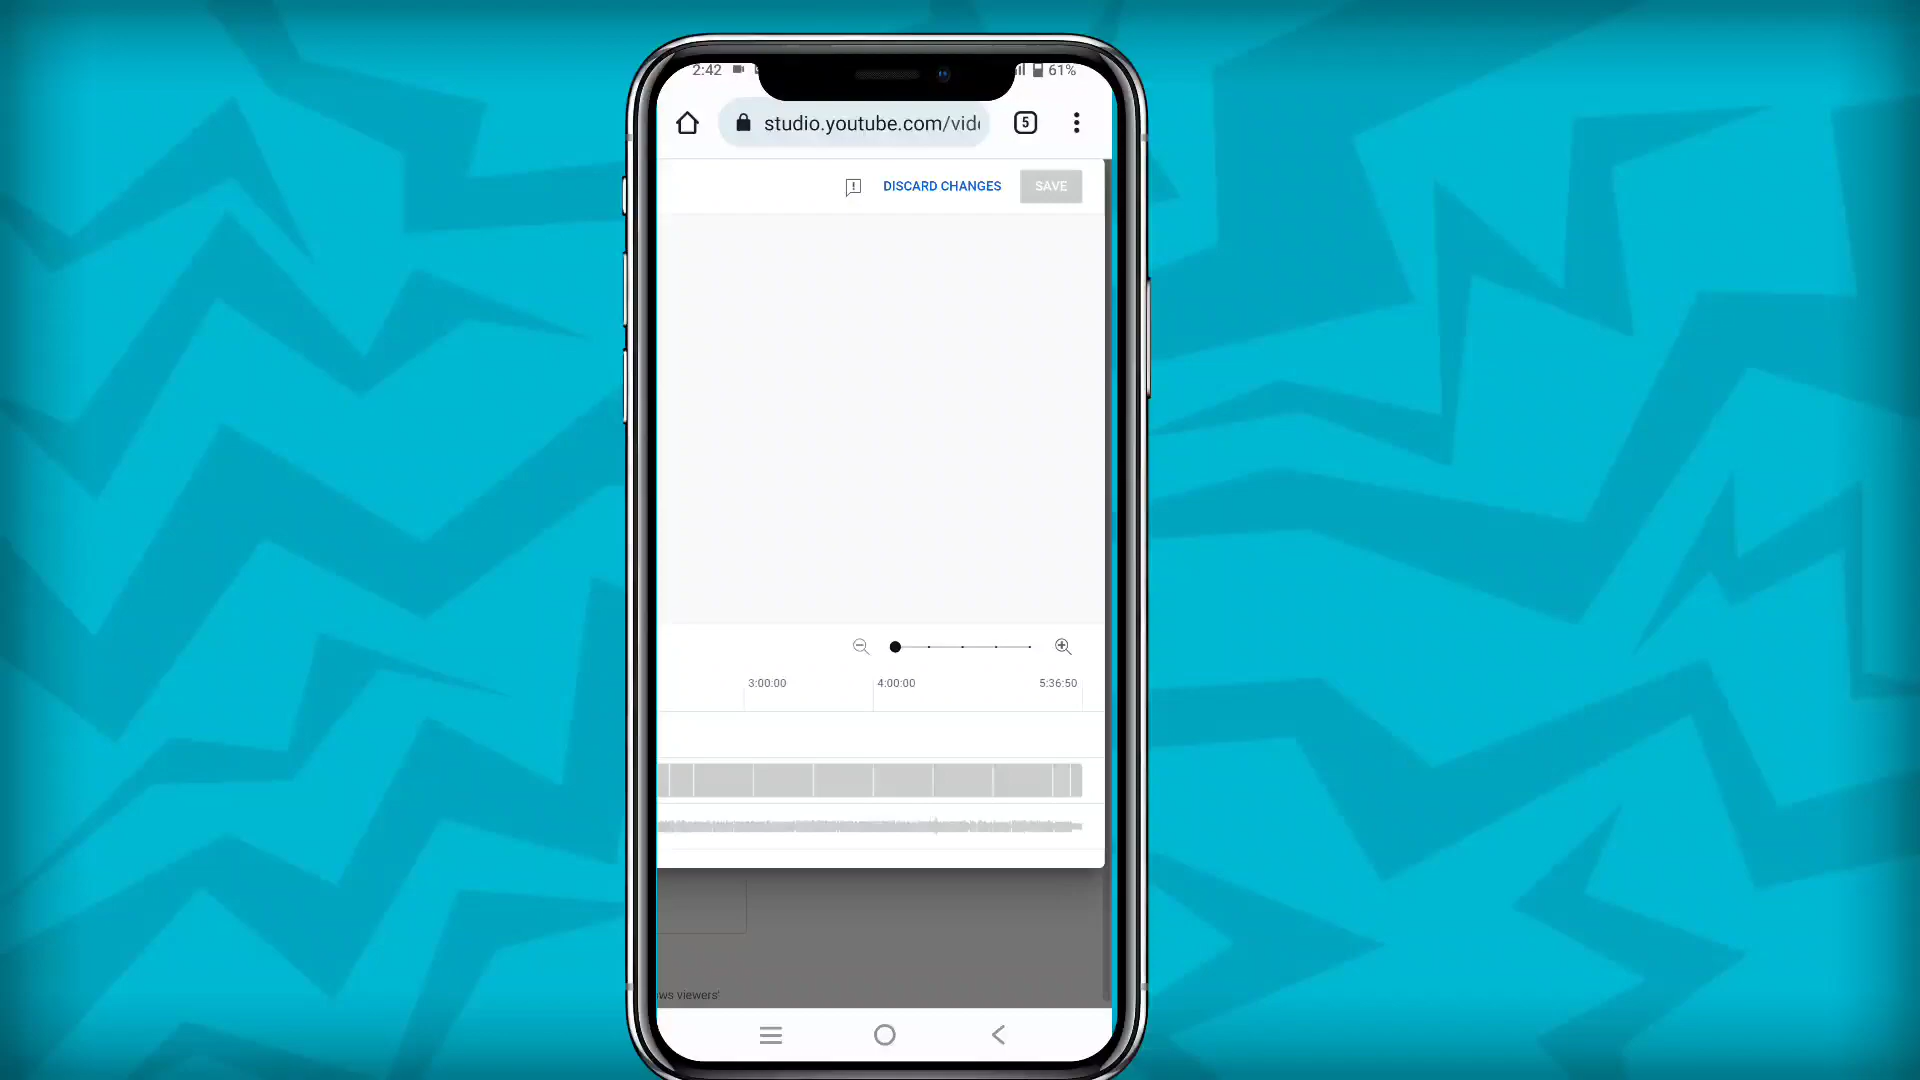 2:42
61%
studio.youtube.com/vid
5
DISCARD CHANGES
SAVE
3:00:00
4:00:00
5:36:50
ws viewers'